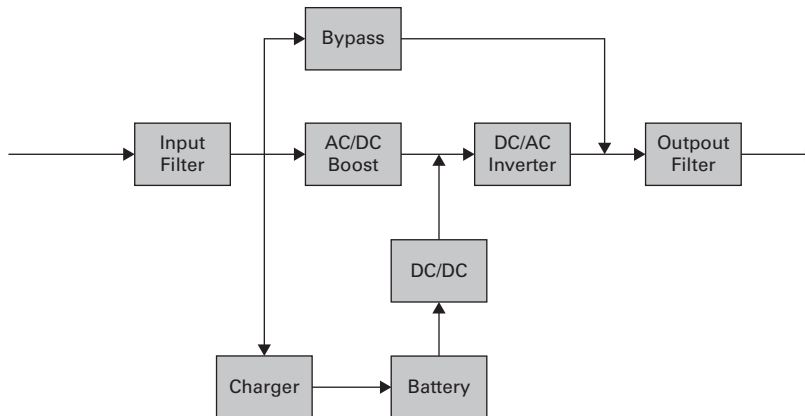 Bypass
Input
Filter
AC/DC
Boost
DC/AC
Inverter
Outpout
Filter
DC/DC
Charger
Battery